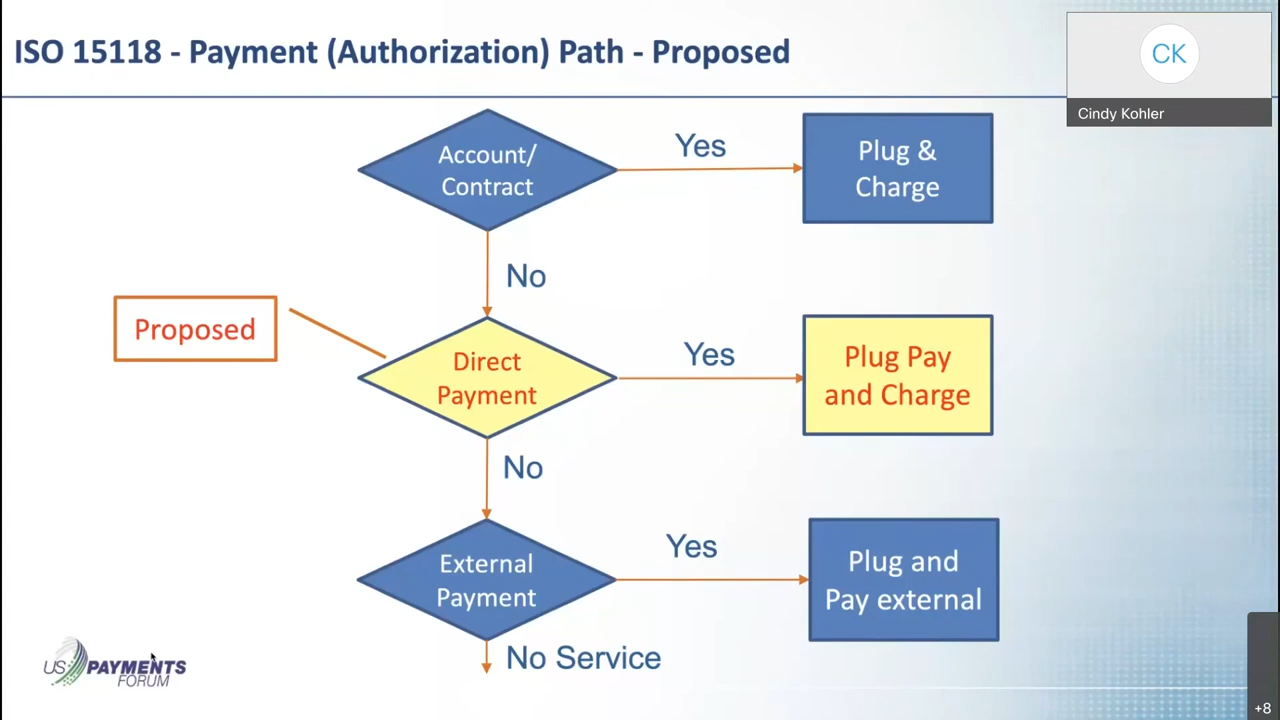 ISO 15118 - Payment (Authorization) Path - Proposed
CK
Cindy Kohler
Account/
Contract
Yes
Plug &
Charge
No
Proposed
Direct
Payment
Yes
Plug Pay
and Charge
No
External
Payment
Yes
Plug and
Pay external
No Service
US PAYMENTS
FORUM
+8